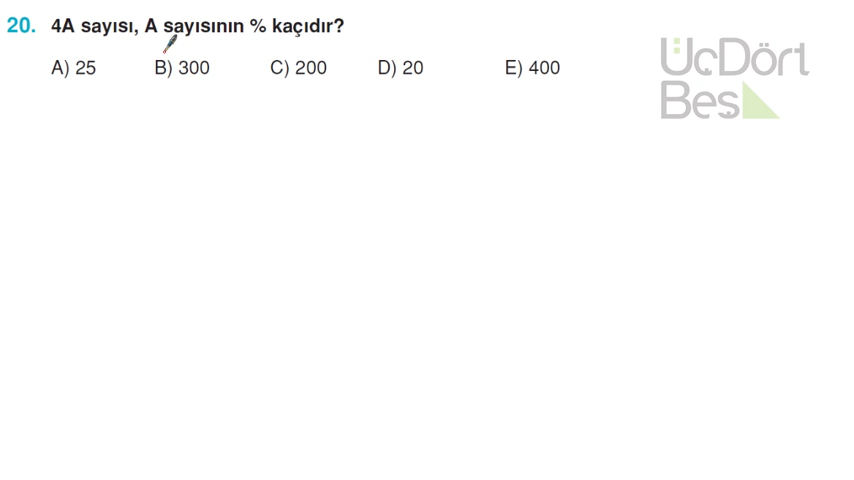 20. 4A sayısı, A sayısının % kaçıdır?
A) 25 B) 300 C) 200 D) 20 E) 400
ÜçDört
Beş